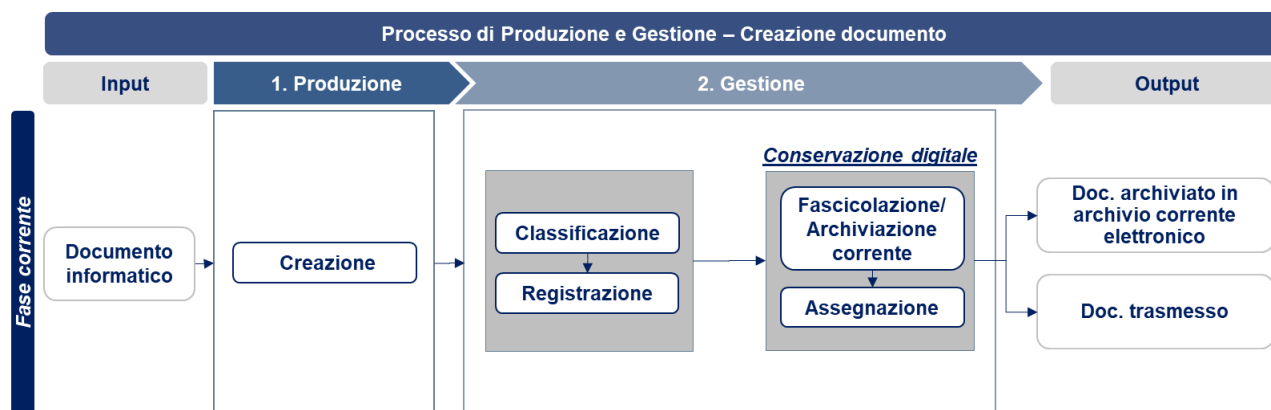 Processo di Produzione e Gestione – Creazione documento
Input
1. Produzione
2. Gestione
Output
Fase corrente
Documento
informatico
Creazione
Classificazione
Registrazione
Conservazione digitale
Fascicolazione/
Archiviazione
corrente
Assegnazione
Doc. archiviato in
archivio corrente
elettronico
Doc. trasmesso